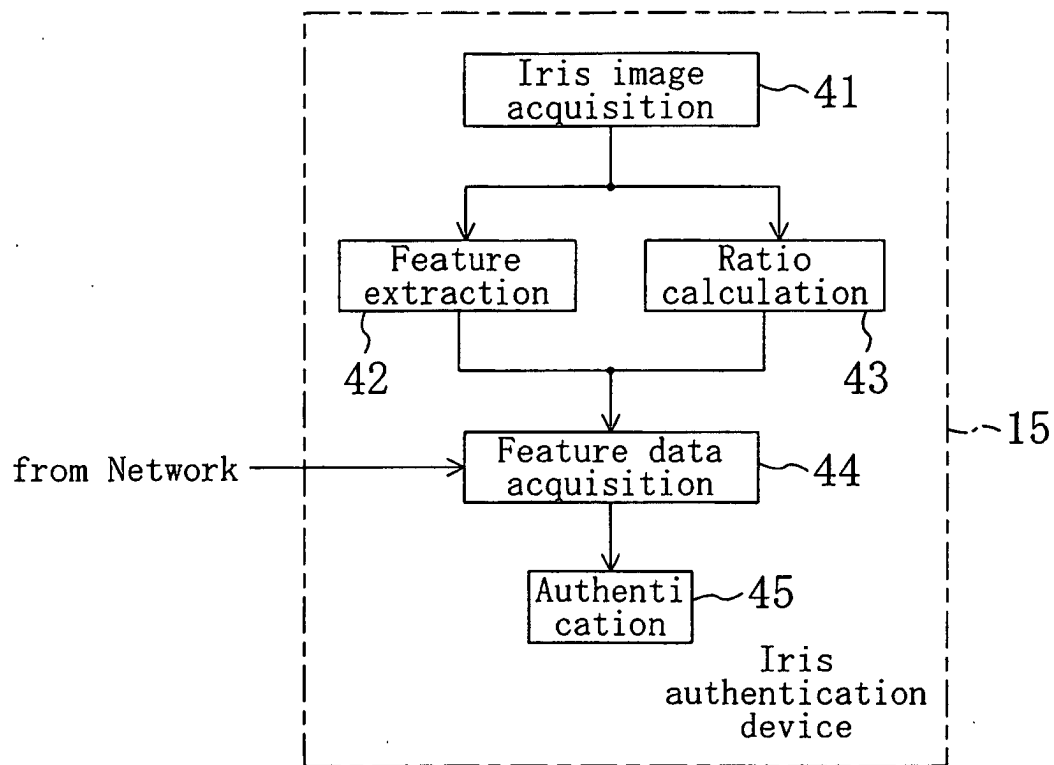 Iris image
acquisition
41
Feature
extraction
Ratio
calculation
42
43
15
from Network
Feature data
acquisition
44
Authenti
cation
45
Iris
authentication
device